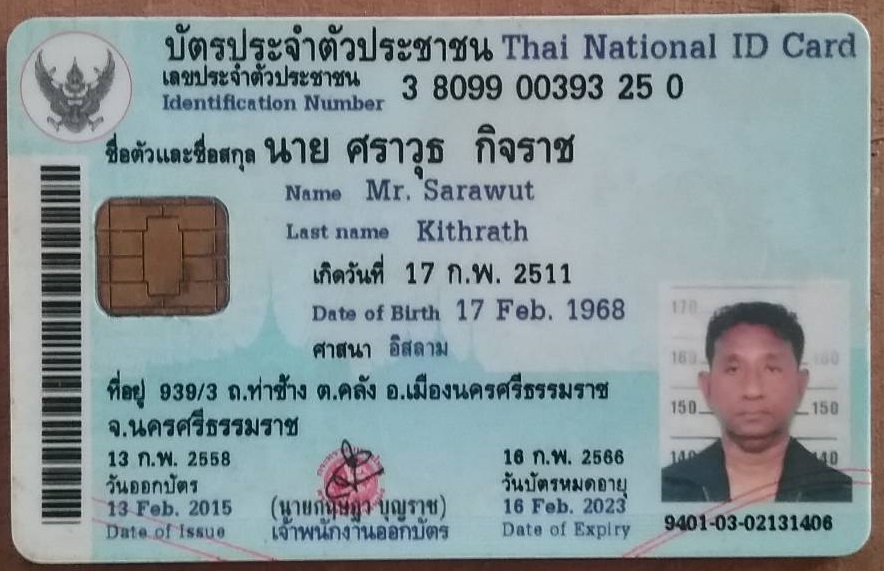 บัตรประจำตัวประชาชน Thai National ID Card
เลขประจำตัวประชาชน
Identification Number 3 8099 00393 25 0
ชื่อตัวและชื่อสกุล นาย ศราวุธ กิจราช
Name Mr. Sarawut
Last name Kithrath
เกิดวันที่ 17 ก.พ. 2511
Date of Birth 17 Feb. 1968
ศาสนา อิสลาม
ที่อยู่ 939/3 ถ.ท่าช้าง ต.คลัง อ.เมืองนครศรีธรรมราช
จ.นครศรีธรรมราช
13 ก.พ. 2558
วันออกบัตร
13 Feb. 2015
Date of Issue
(นาย บุญราช)
เจ้าพนักงานออกบัตร
16 ก.พ. 2566
วันบัตรหมดอายุ
16 Feb. 2023
Date of Expiry
170
160 160
150 150
140 140
9401-03-02131406